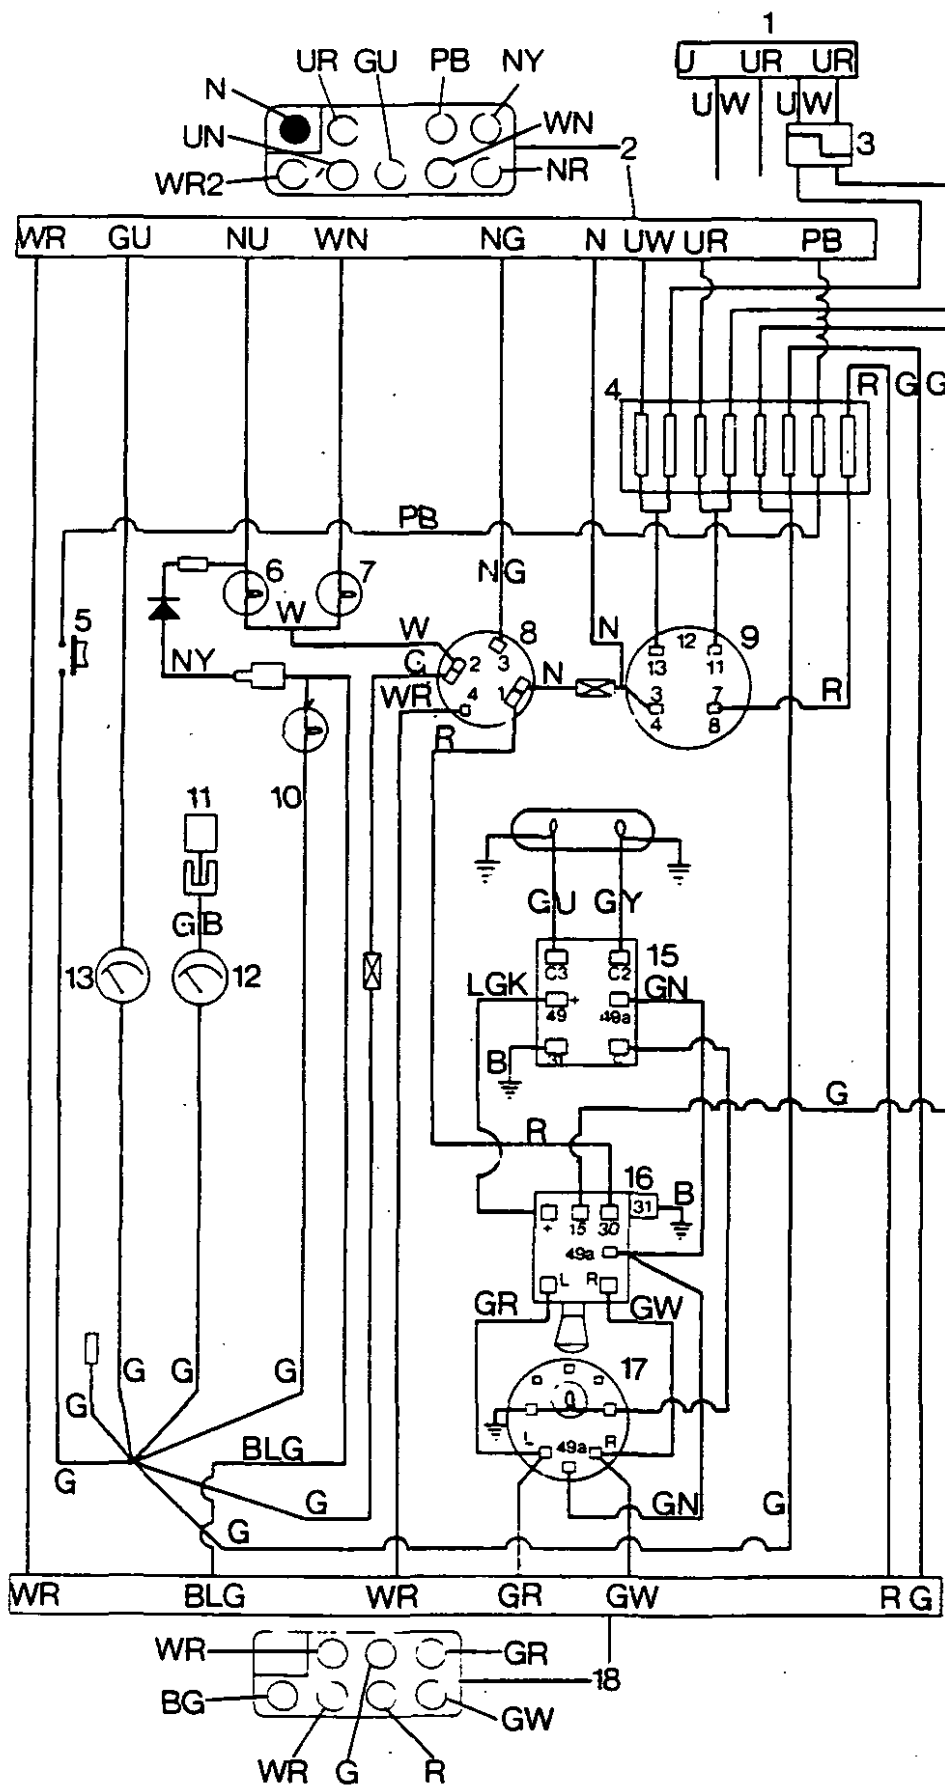 1
U UR UR
U W U W
3
UR GU PB NY
N
UN WN
2
WR2 NR
WR GU NU WN NG N UW UR PB
4
R G G
PB
6 7
NG
5
W
W
8
N
12
9
13 11
NY
G
2 3
N
WR
4 1
3 7
R
4 8
R
10
11
GB
13 12
GU GY
15
C3 C2
LGK
GN
49 + 49a
B
31 C
G
R
16
B
31
+ 15 30
49a
L R
GR GW
17
G G G
G
L 49a R
BLG
G
G
GN
G
G
WR BLG WR GR GW R G
WR GR
18
BG
GW
WR G R